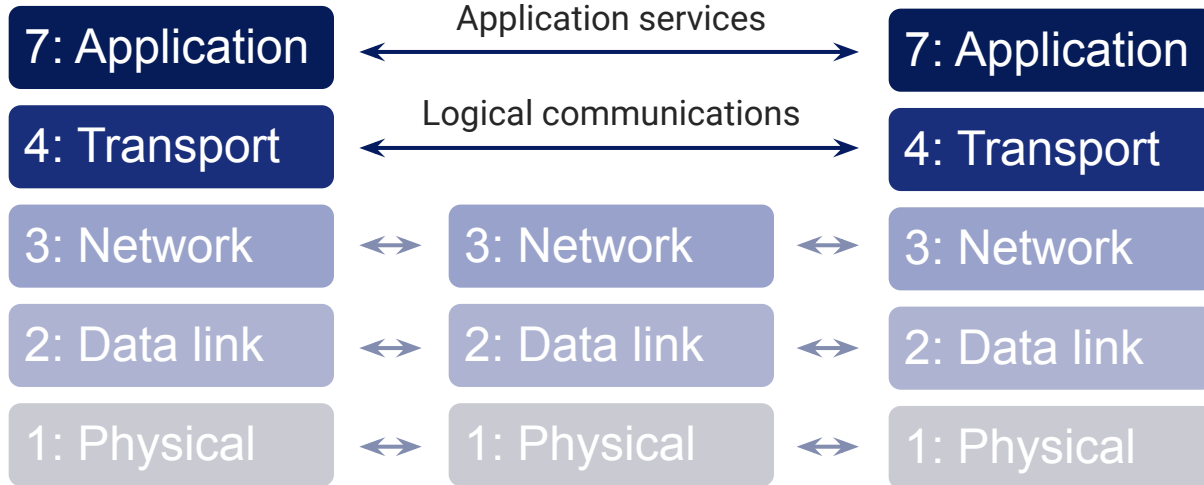 7: Application
Application services
7: Application
4: Transport
Logical communications
4: Transport
3: Network
3: Network
3: Network
2: Data link
2: Data link
2: Data link
1: Physical
1: Physical
1: Physical